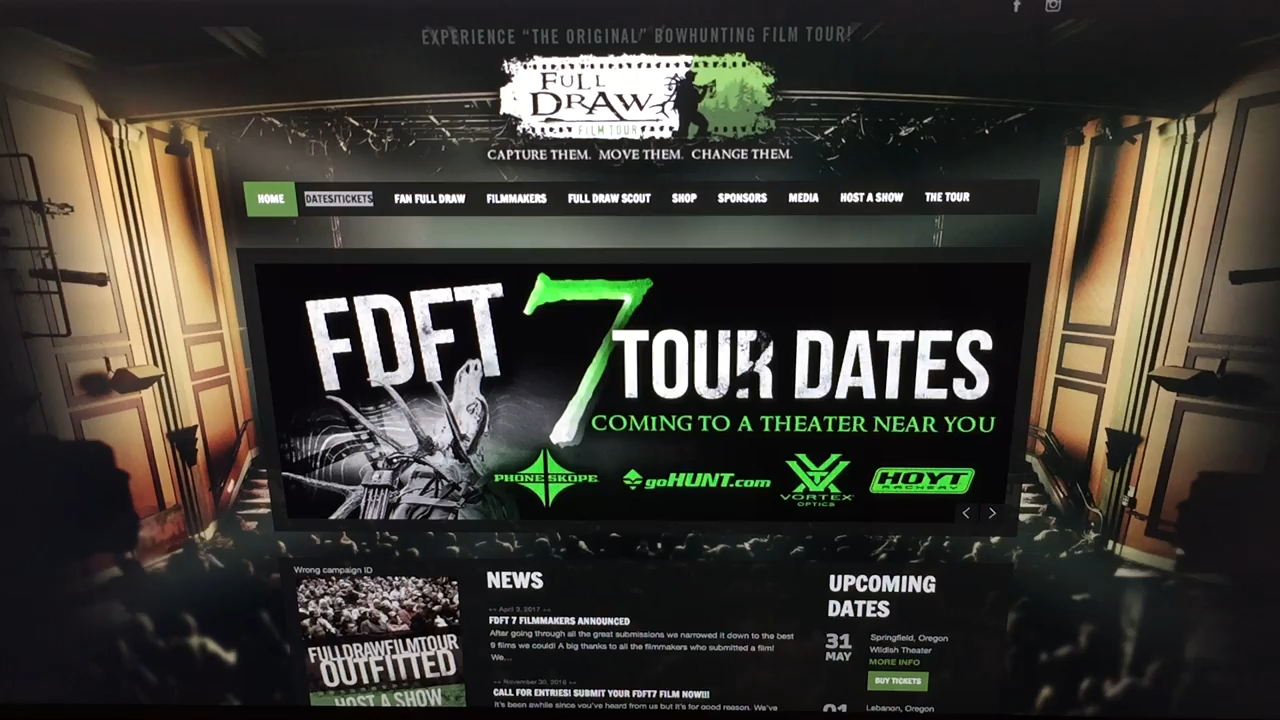 EXPERIENCE "THE ORIGINAL" BOWHUNTING FILM TOUR!
FULL
DRAW
FILM TOUR
CAPTURE THEM. MOVE THEM. CHANGE THEM.
HOME DATES/TICKETS FAN FULL DRAW FILMMAKERS FULL DRAW SCOUT SHOP SPONSORS MEDIA HOST A SHOW THE TOUR
FDFT 7 TOUR DATES
COMING TO A THEATER NEAR YOU
PHONE SKOPE goHUNT.com VORTEX OPTICS HOYT ARCHERY
Wrong campaign ID
FULLDRAWFILMTOUR
OUTFITTED
HOST A SHOW
NEWS
-- April 3, 2017 --
FDFT 7 FILMMAKERS ANNOUNCED
After going through all the great submissions we narrowed it down to the best
9 films we could! A big thanks to all the filmmakers who submitted a film!
We...
-- November 30, 2016 --
CALL FOR ENTRIES! SUBMIT YOUR FDFT7 FILM NOW!!!
It's been awhile since you've heard from us but it's for good reason. We've
UPCOMING
DATES
31
MAY
Springfield, Oregon
Wildish Theater
MORE INFO
BUY TICKETS
01
Lebanon, Oregon